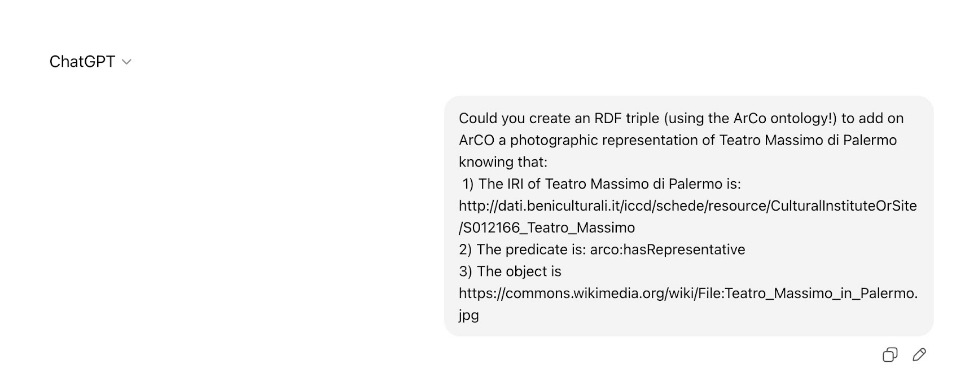 ChatGPT
Could you create an RDF triple (using the ArCo ontology!) to add on
ArCO a photographic representation of Teatro Massimo di Palermo
knowing that:
1) The IRI of Teatro Massimo di Palermo is:
http://dati.beniculturali.it/iccd/schede/resource/CulturalInstituteOrSite
/S012166_Teatro_Massimo
2) The predicate is: arco:hasRepresentative
3) The object is
https://commons.wikimedia.org/wiki/File:Teatro_Massimo_in_Palermo.
jpg